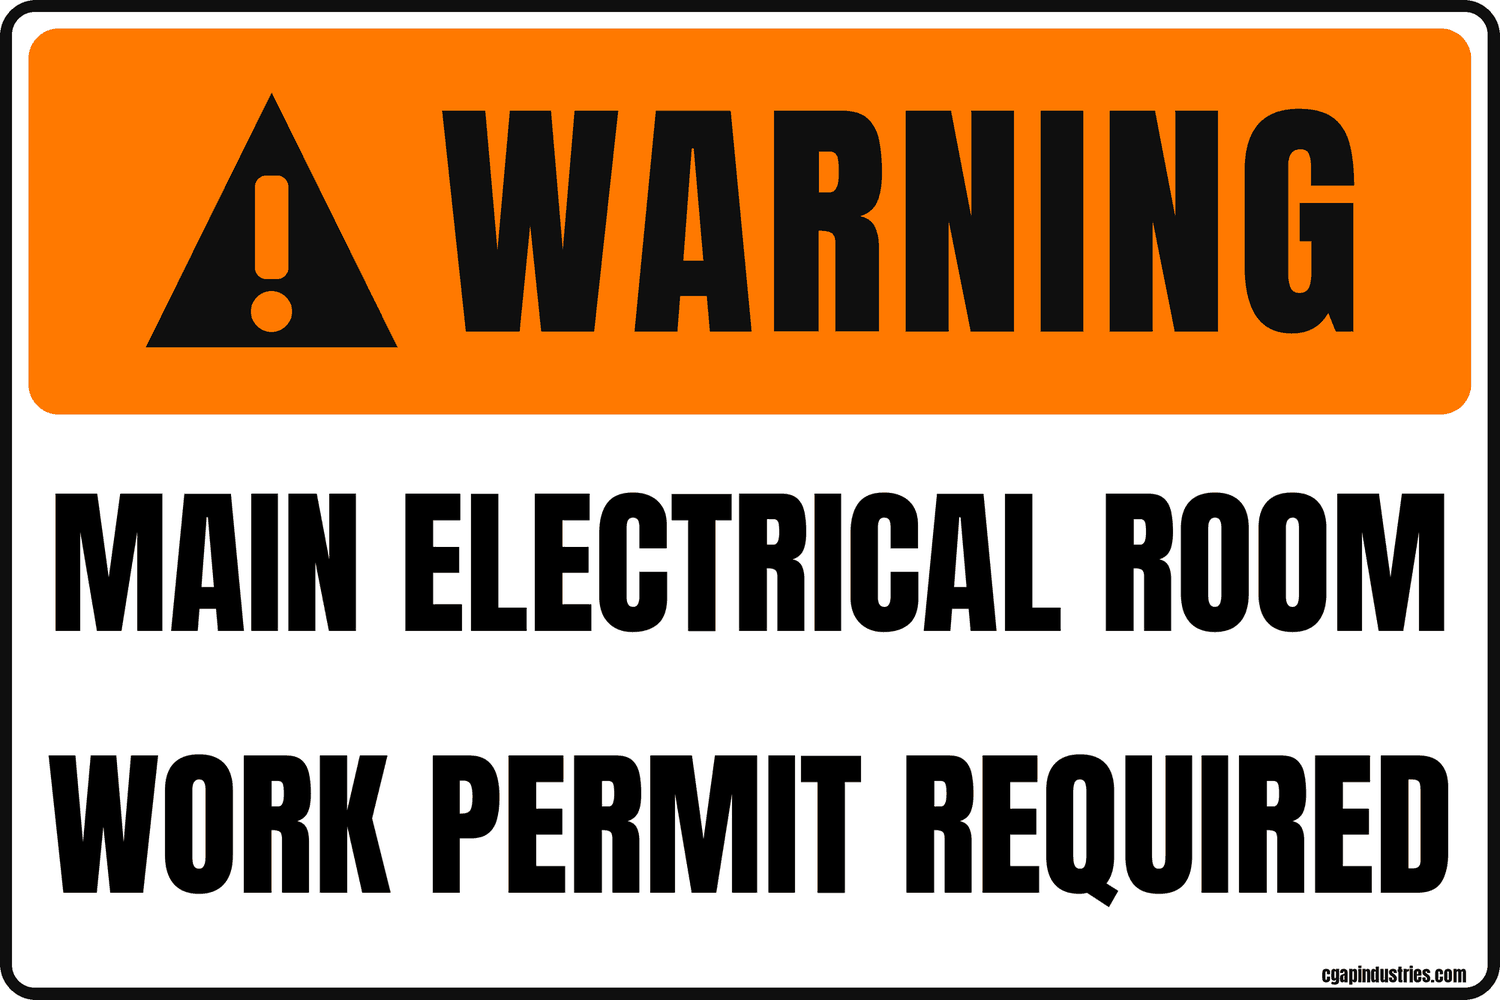 WARNING
MAIN ELECTRICAL ROOM
WORK PERMIT REQUIRED
cgapindustries.com